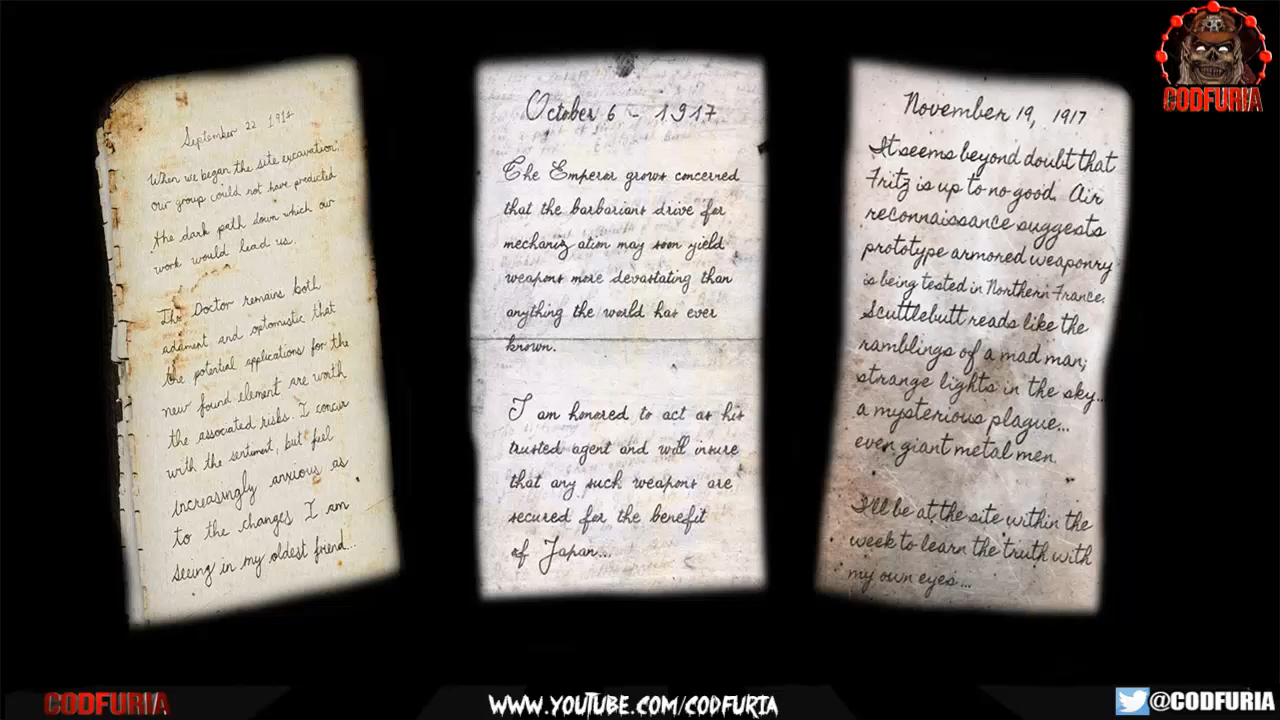 CODFURIA
September 22 1917
When we began the site excavation,
our group could not have predicted
the dark path down which our
work would lead us.
The Doctor remains both
adament and optomistic that
the potential applications for the
new found element are worth
the associated risks. I concur
with the sentiment, but feel
increasingly anxious as
to the changes I am
seeing in my oldest friend...
October 6 - 1917
The Emperor grows concerned
that the barbarians drive for
mechaniz ation may soon yield
weapons more devastating than
anything the world has ever
known.
I am honored to act as his
trusted agent and will insure
that any such weapons are
secured for the benefit
of Japan...
November 19, 1917
It seems beyond doubt that
Fritz is up to no good. Air
reconnaissance suggests
prototype armored weaponry
is being tested in Northern France.
Scuttlebutt reads like the
ramblings of a mad man;
strange lights in the sky...
a mysterious plague...
even giant metal men.
I'll be at the site within the
week to learn the truth with
my own eyes...
CODFURIA
WWW.YOUTUBE.COM/CODFURIA
@CODFURIA